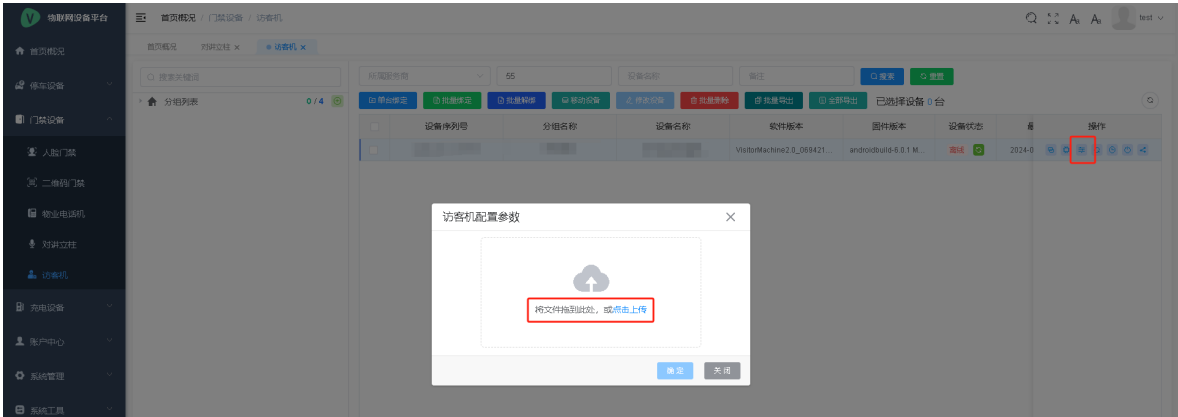 物联网设备平台
首页概况 / 门禁设备 / 访客机
test
首页概况
停车设备
门禁设备
人脸门禁
二维码门禁
物业电话机
对讲立柱
访客机
充电设备
账户中心
系统管理
系统工具
首页概况 对讲立柱 × 访客机 ×
搜索关键词
分组列表 0 / 4
所属服务商 55 设备名称 备注 搜索 重置
单台绑定 批量绑定 批量解绑 移动设备 修改设备 批量删除 批量导出 全部导出 已选择设备 0 台
设备序列号 分组名称 设备名称 软件版本 固件版本 设备状态 操作
VisitorMachine2.0_069421... androidbuild-6.0.1 M... 离线 2024-0
访客机配置参数
将文件拖到此处，或点击上传
确定 关闭